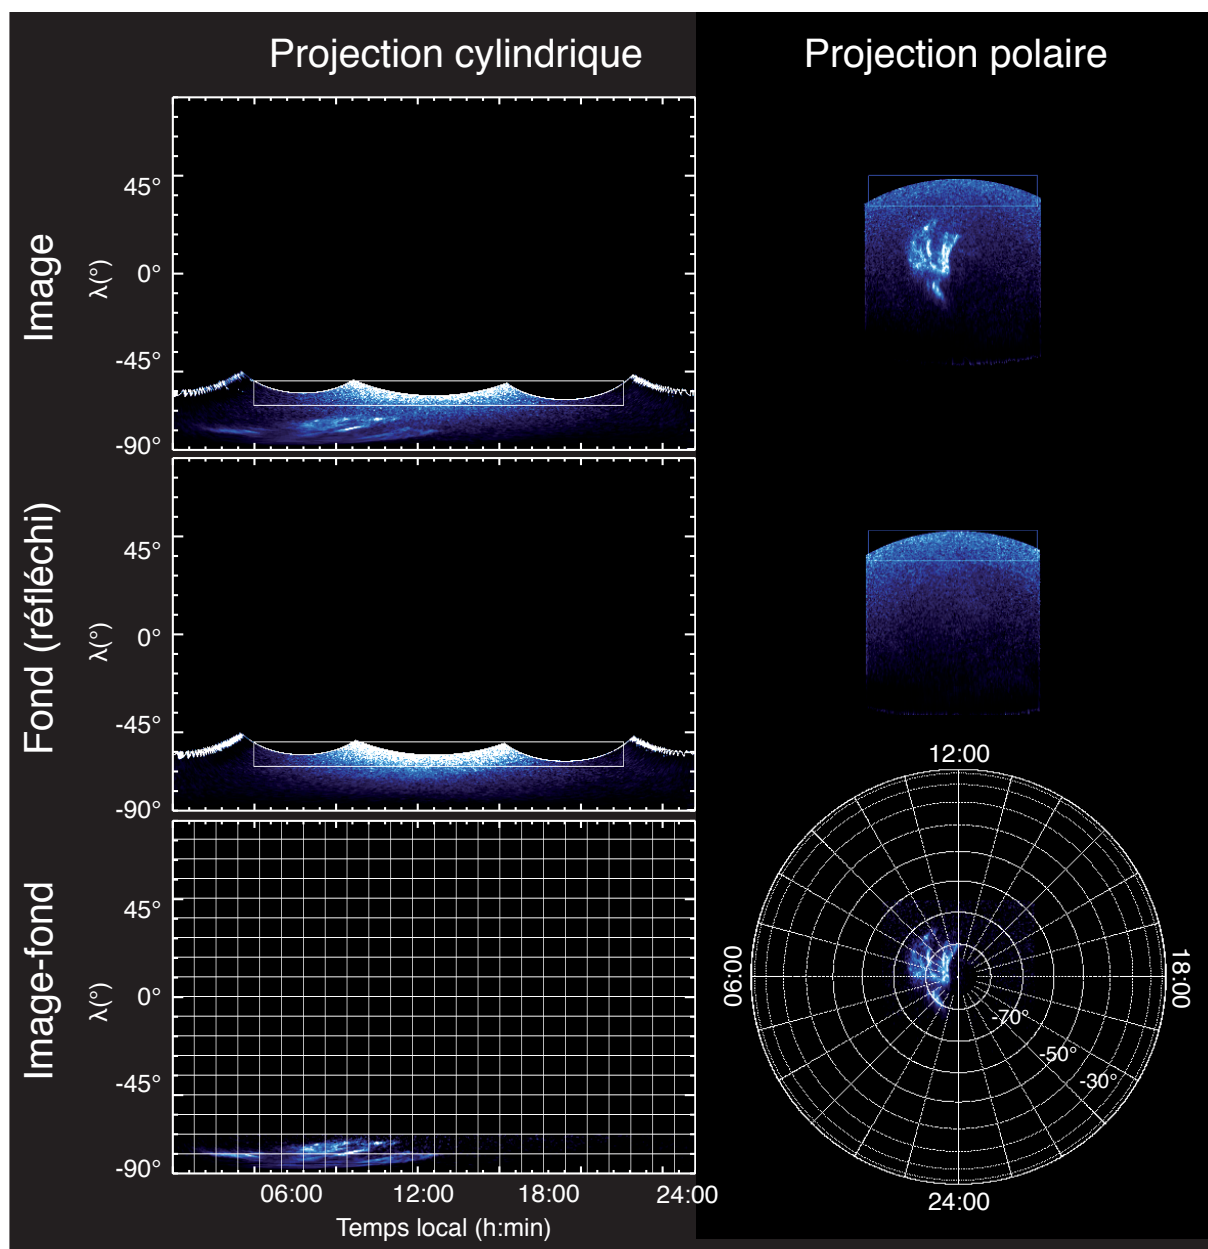 Projection cylindrique
Projection polaire
Image
λ(°)
45°
0°
-45°
-90°
Fond (réfléchi)
λ(°)
45°
0°
-45°
-90°
Image-fond
λ(°)
45°
0°
-45°
-90°
06:00
12:00
18:00
24:00
Temps local (h:min)
12:00
06:00
18:00
-70°
-50°
-30°
24:00